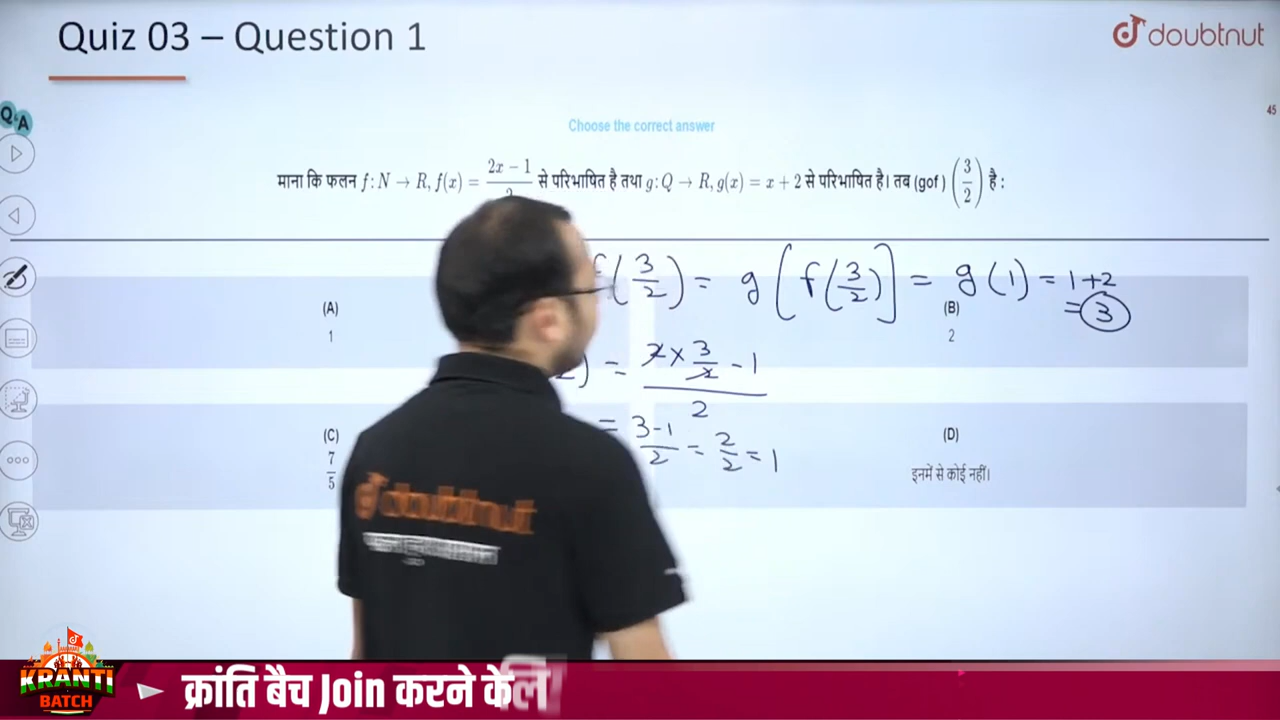 Quiz 03 – Question 1
doubtnut
Q&A
45
Choose the correct answer
माना कि फलन f: N → R, f(x) = (2x − 1)/ से परिभाषित है तथा g: Q → R, g(x) = x + 2 से परिभाषित है। तब (gof) (3/2) है :
f(3/2) = g[f(3/2)] = g(1) = 1+2
= 3
(A)
1
(B)
2
) = 2 × 3/2 - 1
2
= 3-1/2 = 2/2 = 1
(C)
7/5
(D)
इनमें से कोई नहीं।
doubtnut
KRANTI
BATCH
क्रांति बैच Join करने के लि